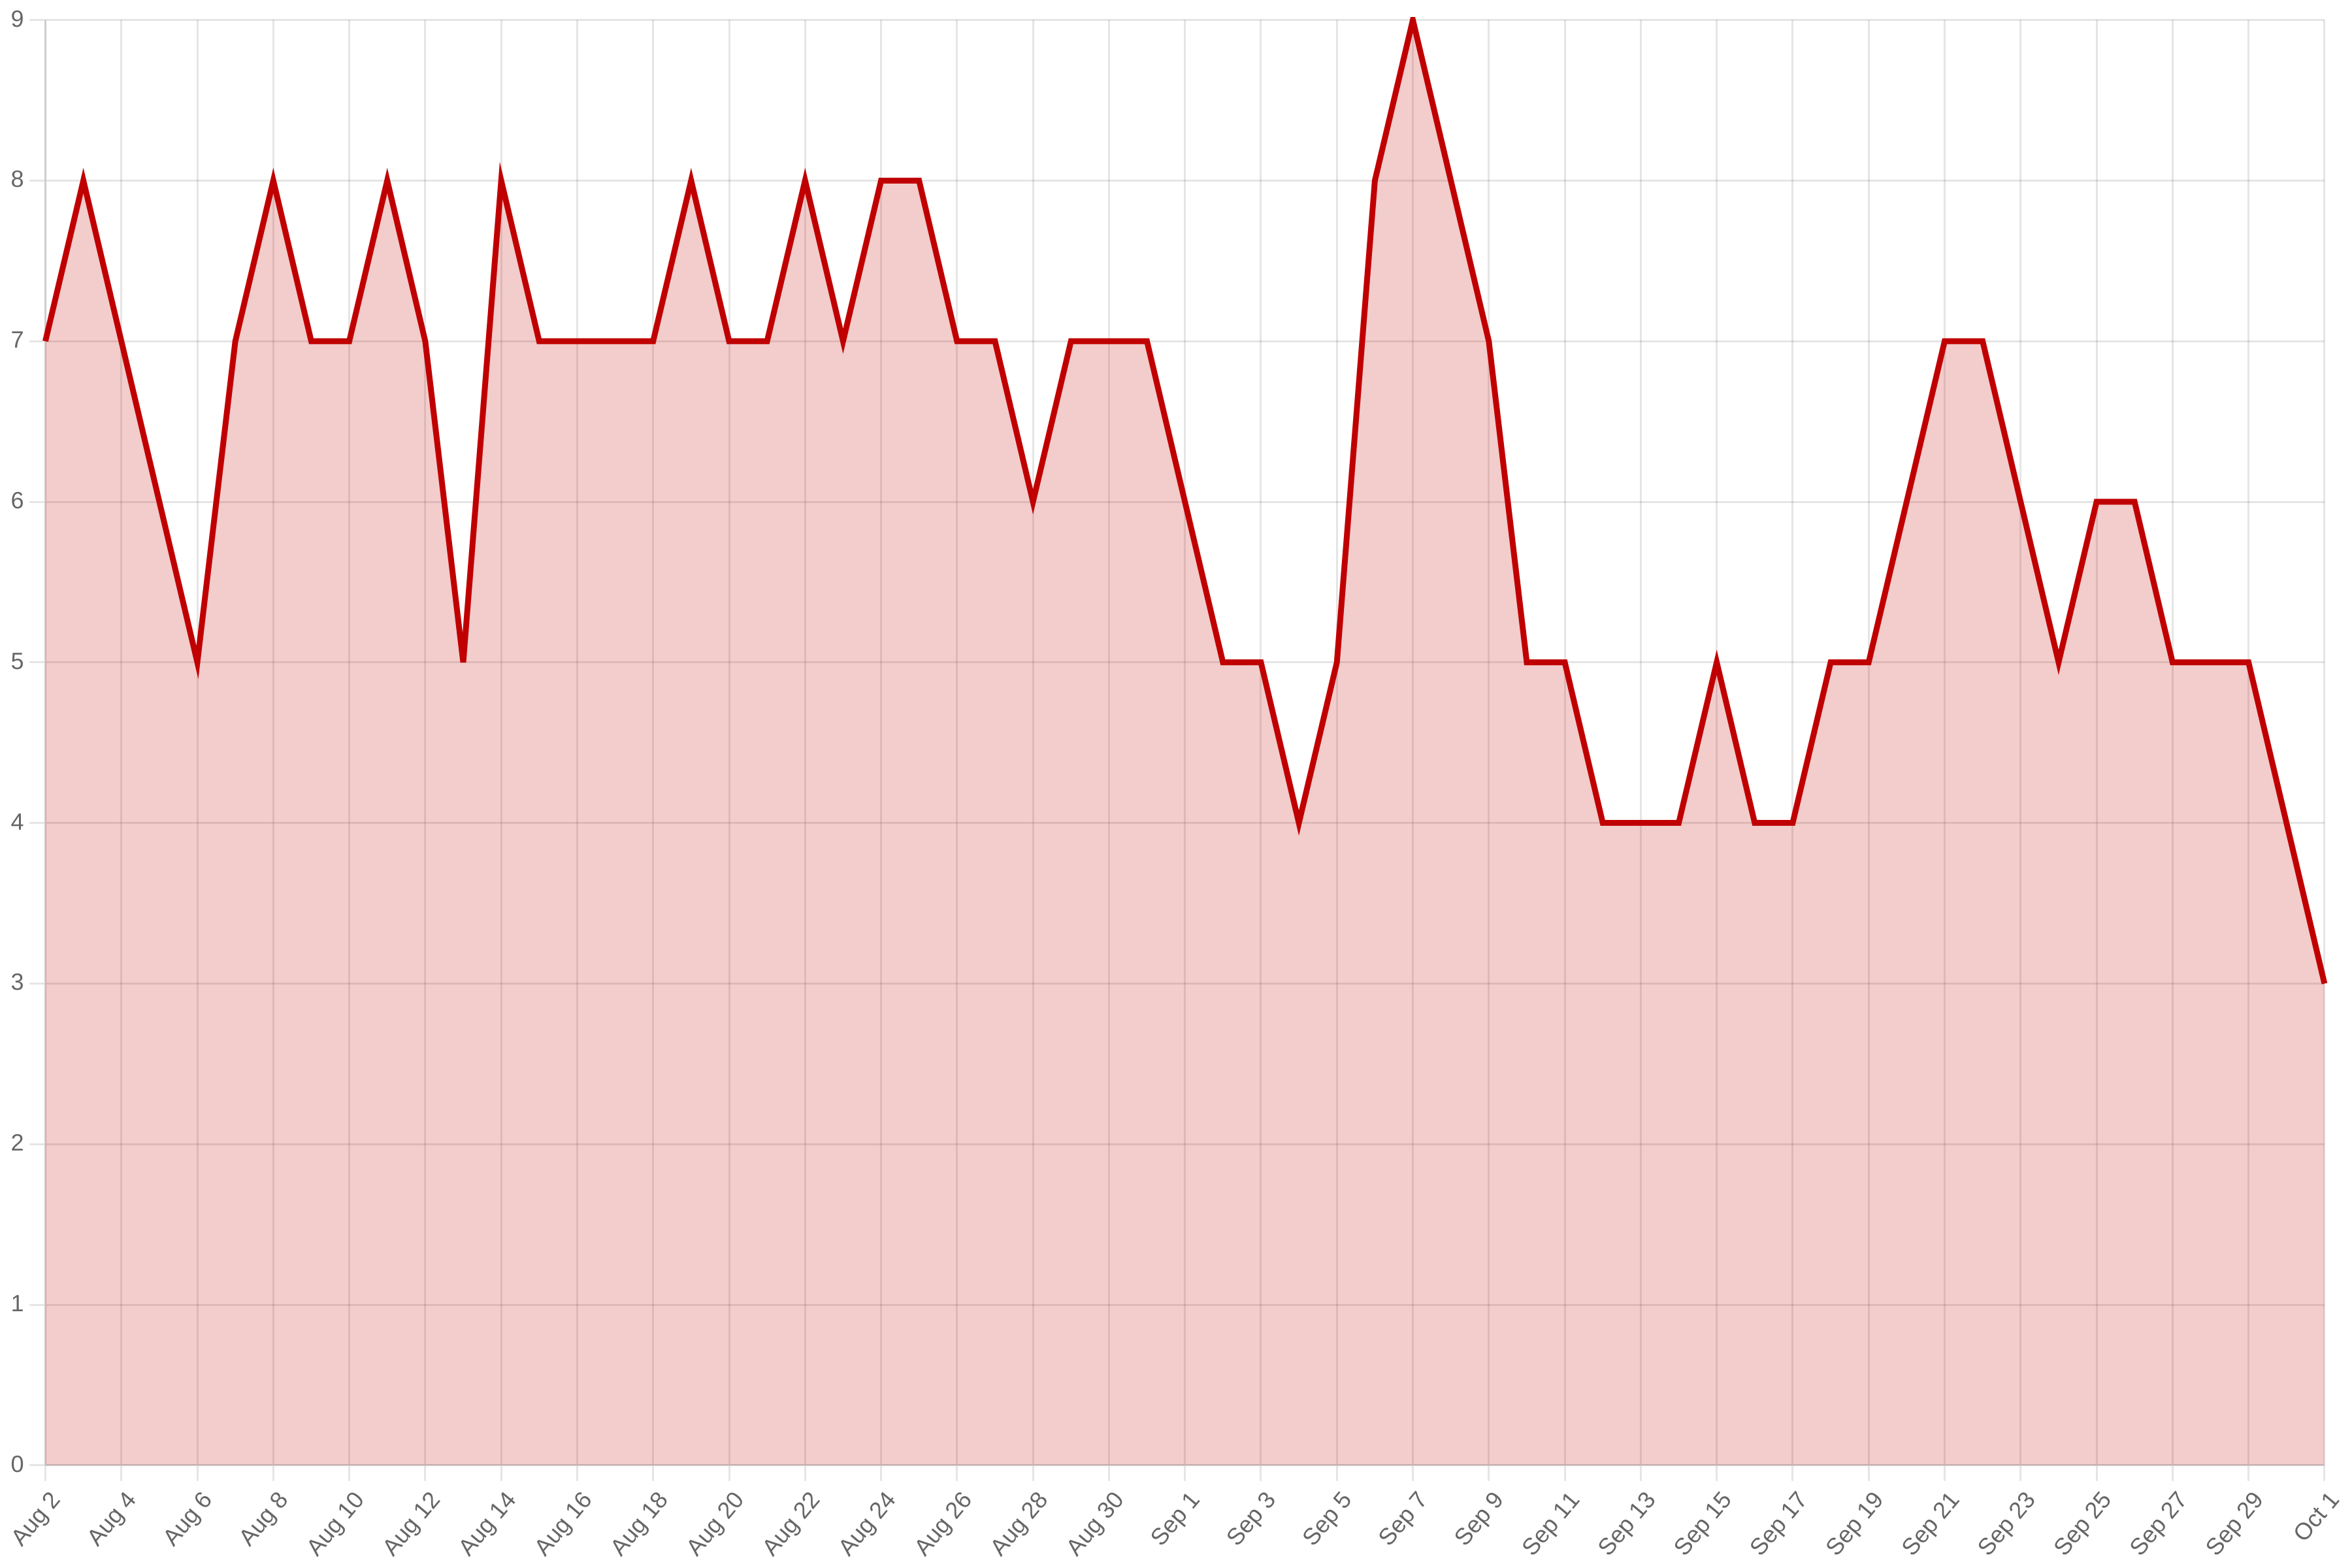 9
8
7
6
5
4
3
2
1
0
Aug 2
Aug 4
Aug 6
Aug 8
Aug 10
Aug 12
Aug 14
Aug 16
Aug 18
Aug 20
Aug 22
Aug 24
Aug 26
Aug 28
Aug 30
Sep 1
Sep 3
Sep 5
Sep 7
Sep 9
Sep 11
Sep 13
Sep 15
Sep 17
Sep 19
Sep 21
Sep 23
Sep 25
Sep 27
Sep 29
Oct 1